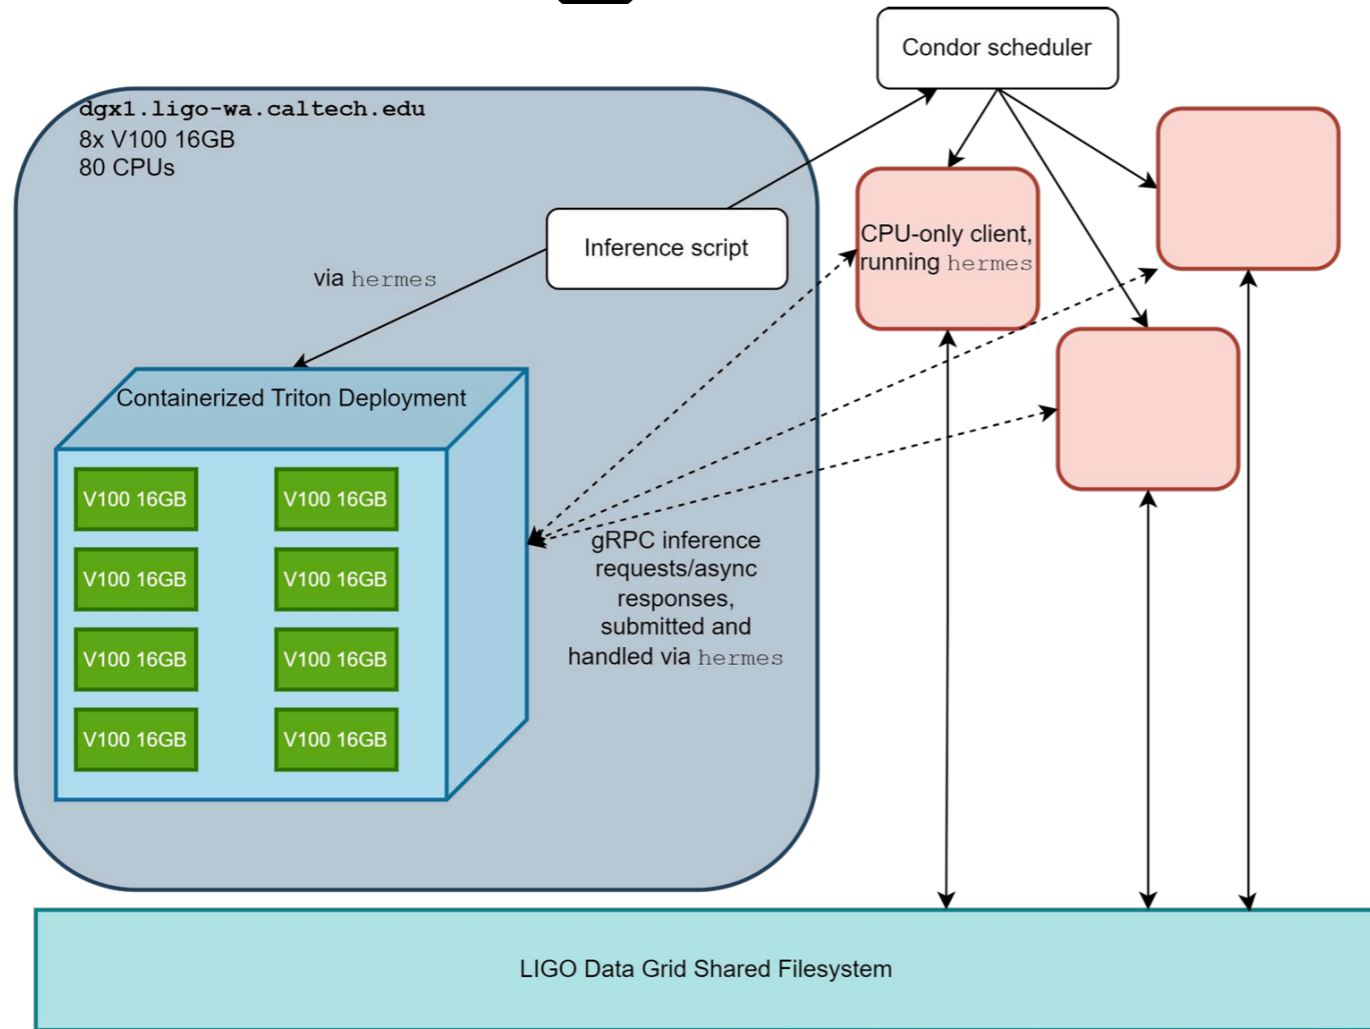 Condor scheduler
dgx1.ligo-wa.caltech.edu
8x V100 16GB
80 CPUs
Inference script
CPU-only client,
running hermes
via hermes
Containerized Triton Deployment
V100 16GB
V100 16GB
V100 16GB
V100 16GB
V100 16GB
V100 16GB
V100 16GB
V100 16GB
gRPC inference
requests/async
responses,
submitted and
handled via hermes
LIGO Data Grid Shared Filesystem